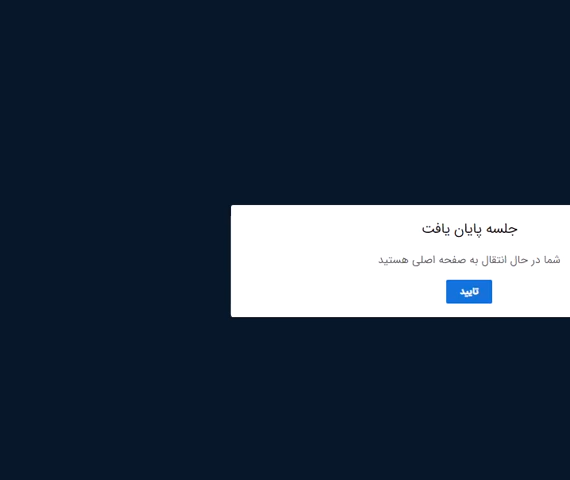 جلسه پایان یافت
شما در حال انتقال به صفحه اصلی هستید
تایید